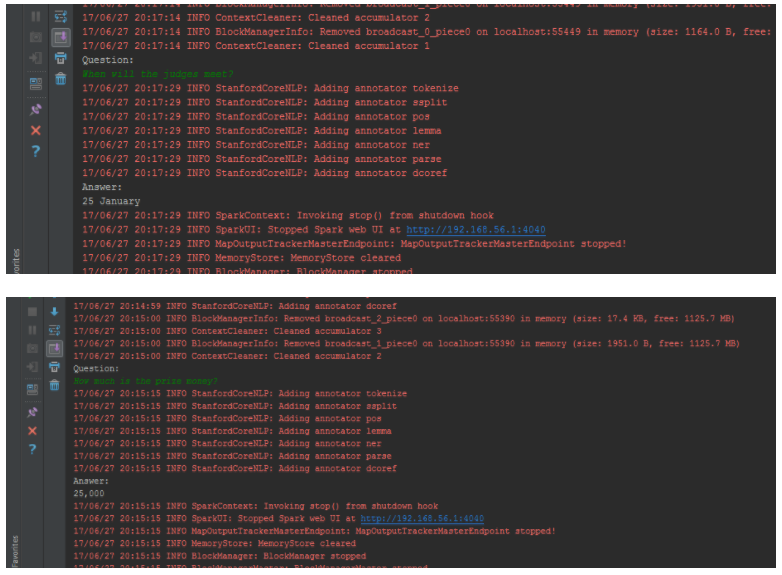 17/06/27 20:17:14 INFO ContextCleaner: Cleaned accumulator 2
17/06/27 20:17:14 INFO BlockManagerInfo: Removed broadcast_0_piece0 on localhost:55449 in memory (size: 1164.0 B, free:
17/06/27 20:17:14 INFO ContextCleaner: Cleaned accumulator 1
Question:
When will the judges meet?
17/06/27 20:17:29 INFO StanfordCoreNLP: Adding annotator tokenize
17/06/27 20:17:29 INFO StanfordCoreNLP: Adding annotator ssplit
17/06/27 20:17:29 INFO StanfordCoreNLP: Adding annotator pos
17/06/27 20:17:29 INFO StanfordCoreNLP: Adding annotator lemma
17/06/27 20:17:29 INFO StanfordCoreNLP: Adding annotator ner
17/06/27 20:17:29 INFO StanfordCoreNLP: Adding annotator parse
17/06/27 20:17:29 INFO StanfordCoreNLP: Adding annotator dcoref
Answer:
25 January
17/06/27 20:17:29 INFO SparkContext: Invoking stop() from shutdown hook
17/06/27 20:17:29 INFO SparkUI: Stopped Spark web UI at http://192.168.56.1:4040
17/06/27 20:17:29 INFO MapOutputTrackerMasterEndpoint: MapOutputTrackerMasterEndpoint stopped!
17/06/27 20:17:29 INFO MemoryStore: MemoryStore cleared
17/06/27 20:17:29 INFO BlockManager: BlockManager stopped
vorites
17/06/27 20:14:59 INFO StanfordCoreNLP: Adding annotator dcoref
17/06/27 20:15:00 INFO BlockManagerInfo: Removed broadcast_2_piece0 on localhost:55390 in memory (size: 17.4 KB, free: 1125.7 MB)
17/06/27 20:15:00 INFO ContextCleaner: Cleaned accumulator 3
17/06/27 20:15:00 INFO BlockManagerInfo: Removed broadcast_1_piece0 on localhost:55390 in memory (size: 1951.0 B, free: 1125.7 MB)
17/06/27 20:15:00 INFO ContextCleaner: Cleaned accumulator 2
Question:
How much is the prize money?
17/06/27 20:15:15 INFO StanfordCoreNLP: Adding annotator tokenize
17/06/27 20:15:15 INFO StanfordCoreNLP: Adding annotator ssplit
17/06/27 20:15:15 INFO StanfordCoreNLP: Adding annotator pos
17/06/27 20:15:15 INFO StanfordCoreNLP: Adding annotator lemma
17/06/27 20:15:15 INFO StanfordCoreNLP: Adding annotator ner
17/06/27 20:15:15 INFO StanfordCoreNLP: Adding annotator parse
17/06/27 20:15:15 INFO StanfordCoreNLP: Adding annotator dcoref
Answer:
25,000
17/06/27 20:15:15 INFO SparkContext: Invoking stop() from shutdown hook
17/06/27 20:15:15 INFO SparkUI: Stopped Spark web UI at http://192.168.56.1:4040
17/06/27 20:15:15 INFO MapOutputTrackerMasterEndpoint: MapOutputTrackerMasterEndpoint stopped!
17/06/27 20:15:15 INFO MemoryStore: MemoryStore cleared
17/06/27 20:15:15 INFO BlockManager: BlockManager stopped
Favorites